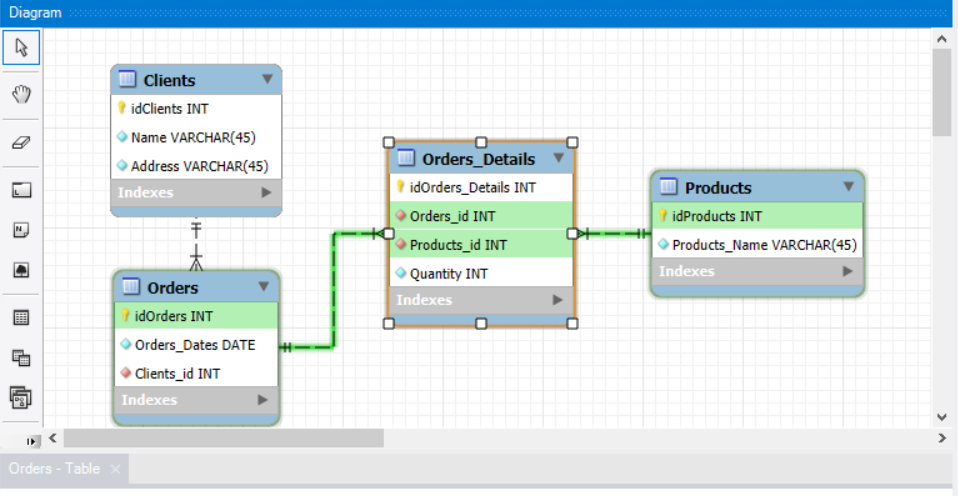 Diagram
Clients
idClients INT
Name VARCHAR(45)
Address VARCHAR(45)
Indexes
Orders_Details
idOrders_Details INT
Orders_id INT
Products_id INT
Quantity INT
Indexes
Products
idProducts INT
Products_Name VARCHAR(45)
Indexes
Orders
idOrders INT
Orders_Dates DATE
Clients_id INT
Indexes
Orders - Table